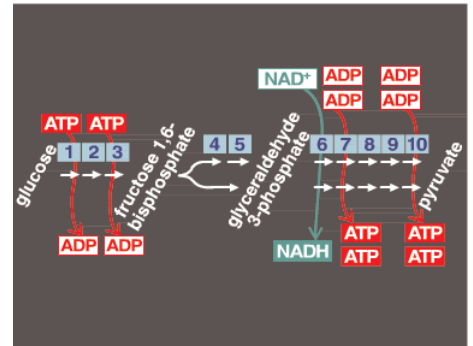 NAD⁺
ADP
ADP
ADP
ADP
ATP
ATP
glucose
1
2
3
fructose 1,6-
bisphosphate
4
5
glyceraldehyde
3-phosphate
6
7
8
9
10
pyruvate
ADP
ADP
NADH
ATP
ATP
ATP
ATP